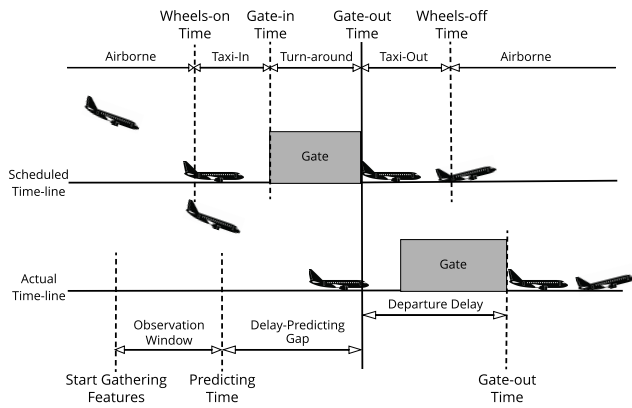 Wheels-on
Time
Gate-in
Time
Gate-out
Time
Wheels-off
Time
Airborne
Taxi-In
Turn-around
Taxi-Out
Airborne
Gate
Scheduled
Time-line
Gate
Actual
Time-line
Departure Delay
Observation
Window
Delay-Predicting
Gap
Start Gathering
Features
Predicting
Time
Gate-out
Time